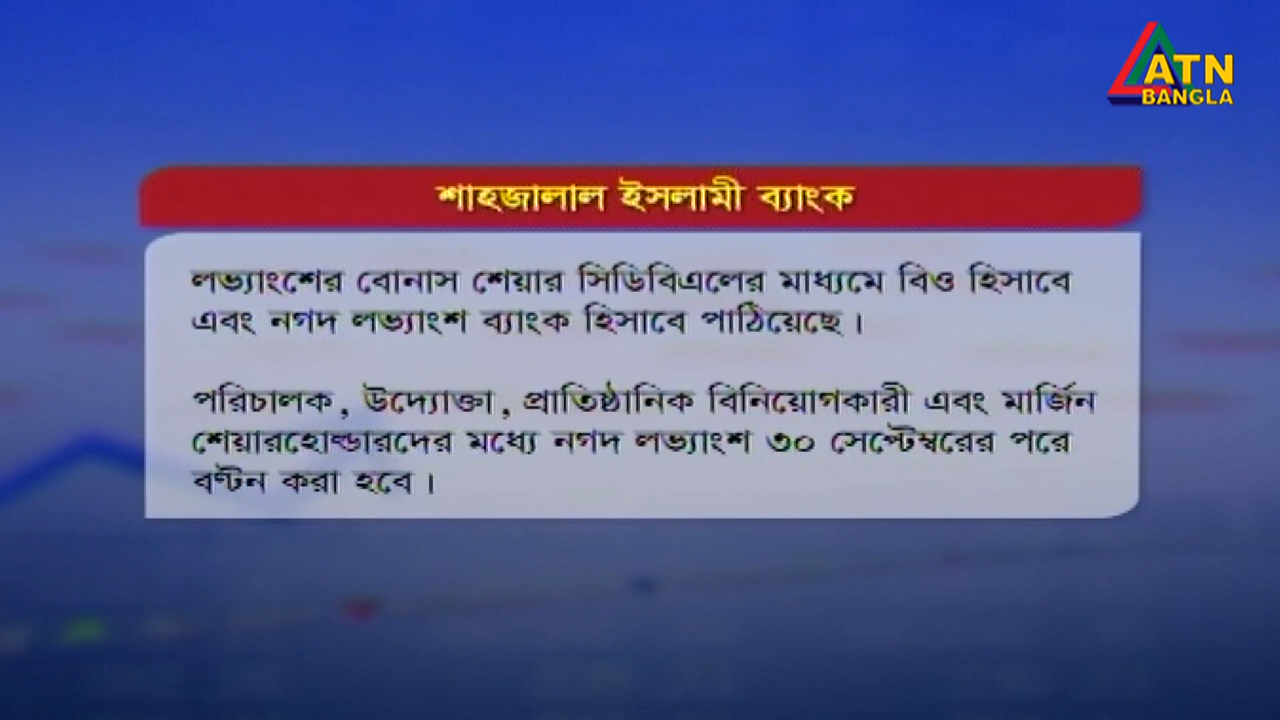 ATN
BANGLA
শাহজালাল ইসলামী ব্যাংক
লভ্যাংশের বোনাস শেয়ার সিডিবিএলের মাধ্যমে বিও হিসাবে
এবং নগদ লভ্যাংশ ব্যাংক হিসাবে পাঠিয়েছে।
পরিচালক, উদ্যোক্তা, প্রাতিষ্ঠানিক বিনিয়োগকারী এবং মার্জিন
শেয়ারহোল্ডারদের মধ্যে নগদ লভ্যাংশ ৩০ সেপ্টেম্বরের পরে
বণ্টন করা হবে।